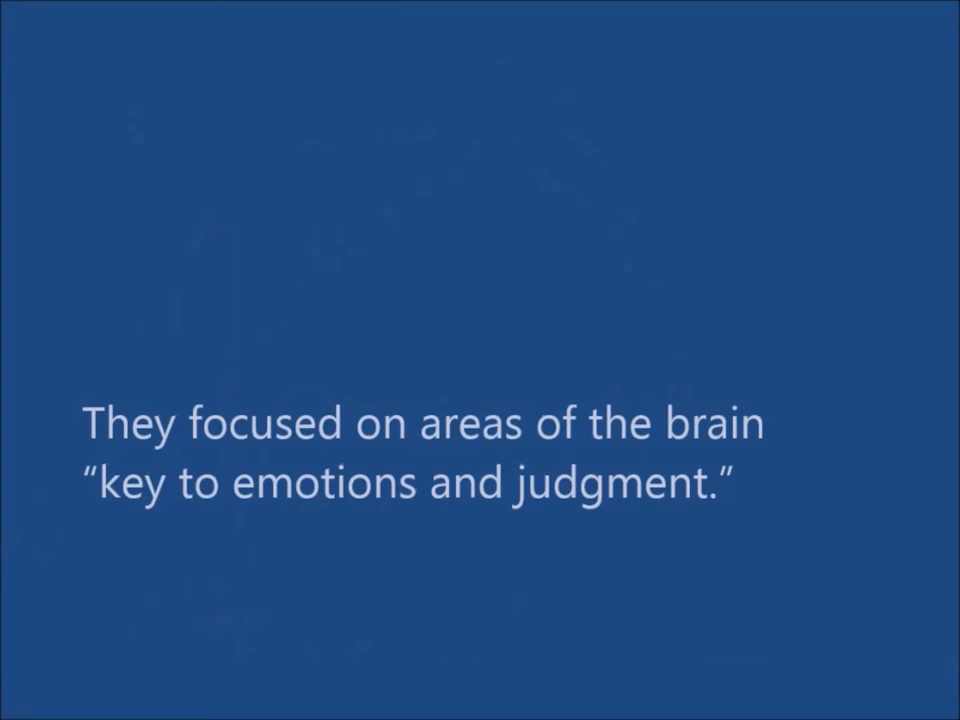 They focused on areas of the brain
“key to emotions and judgment.”